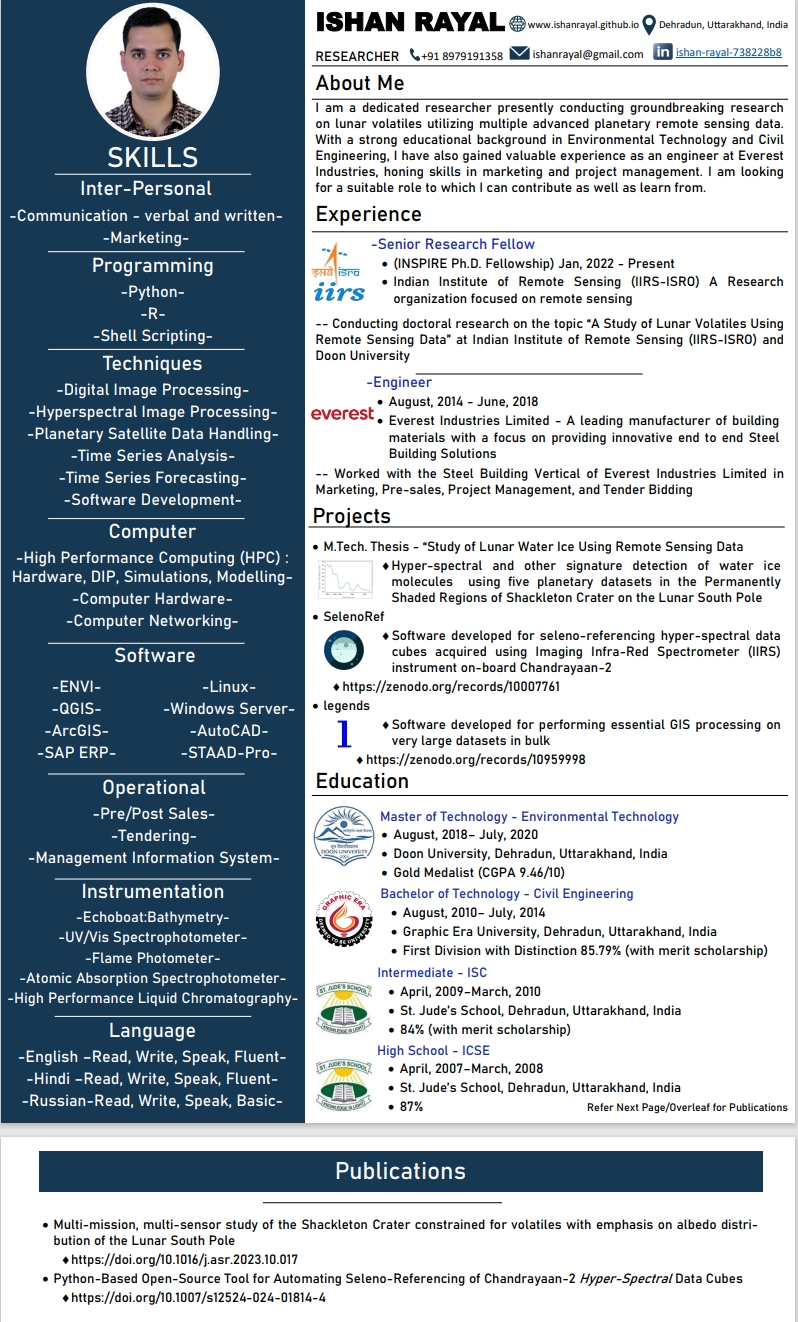 SKILLS
Inter-Personal
-Communication - verbal and written-
-Marketing-
Programming
-Python-
-R-
-Shell Scripting-
Techniques
-Digital Image Processing-
-Hyperspectral Image Processing-
-Planetary Satellite Data Handling-
-Time Series Analysis-
-Time Series Forecasting-
-Software Development-
Computer
-High Performance Computing (HPC) :
Hardware, DIP, Simulations, Modelling-
-Computer Hardware-
-Computer Networking-
Software
-ENVI- -Linux-
-QGIS- -Windows Server-
-ArcGIS- -AutoCAD-
-SAP ERP- -STAAD-Pro-
Operational
-Pre/Post Sales-
-Tendering-
-Management Information System-
Instrumentation
-Echoboat:Bathymetry-
-UV/Vis Spectrophotometer-
-Flame Photometer-
-Atomic Absorption Spectrophotometer-
-High Performance Liquid Chromatography-
Language
-English –Read, Write, Speak, Fluent-
-Hindi –Read, Write, Speak, Fluent-
-Russian-Read, Write, Speak, Basic-
ISHAN RAYAL www.ishanrayal.github.io Dehradun, Uttarakhand, India
RESEARCHER +91 8979191358 ishanrayal@gmail.com in ishan-rayal-738228b8
About Me
I am a dedicated researcher presently conducting groundbreaking research
on lunar volatiles utilizing multiple advanced planetary remote sensing data.
With a strong educational background in Environmental Technology and Civil
Engineering, I have also gained valuable experience as an engineer at Everest
Industries, honing skills in marketing and project management. I am looking
for a suitable role to which I can contribute as well as learn from.
Experience
इसरो isro
iirs
-Senior Research Fellow
• (INSPIRE Ph.D. Fellowship) Jan, 2022 - Present
• Indian Institute of Remote Sensing (IIRS-ISRO) A Research
organization focused on remote sensing
-- Conducting doctoral research on the topic “A Study of Lunar Volatiles Using
Remote Sensing Data” at Indian Institute of Remote Sensing (IIRS-ISRO) and
Doon University
-Engineer
everest
• August, 2014 - June, 2018
• Everest Industries Limited - A leading manufacturer of building
materials with a focus on providing innovative end to end Steel
Building Solutions
-- Worked with the Steel Building Vertical of Everest Industries Limited in
Marketing, Pre-sales, Project Management, and Tender Bidding
Projects
• M.Tech. Thesis - “Study of Lunar Water Ice Using Remote Sensing Data
♦Hyper-spectral and other signature detection of water ice
molecules using five planetary datasets in the Permanently
Shaded Regions of Shackleton Crater on the Lunar South Pole
• SelenoRef
♦Software developed for seleno-referencing hyper-spectral data
cubes acquired using Imaging Infra-Red Spectrometer (IIRS)
instrument on-board Chandrayaan-2
♦https://zenodo.org/records/10007761
• legends
l
♦Software developed for performing essential GIS processing on
very large datasets in bulk
♦https://zenodo.org/records/10959998
Education
DOON UNIVERSITY
Master of Technology - Environmental Technology
• August, 2018– July, 2020
• Doon University, Dehradun, Uttarakhand, India
• Gold Medalist (CGPA 9.46/10)
GRAPHIC ERA
DEEMED TO BE UNIVERSITY
Bachelor of Technology - Civil Engineering
• August, 2010– July, 2014
• Graphic Era University, Dehradun, Uttarakhand, India
• First Division with Distinction 85.79% (with merit scholarship)
ST. JUDE'S SCHOOL
KNOWLEDGE IS LIGHT
Intermediate - ISC
• April, 2009–March, 2010
• St. Jude’s School, Dehradun, Uttarakhand, India
• 84% (with merit scholarship)
ST. JUDE'S SCHOOL
KNOWLEDGE IS LIGHT
High School - ICSE
• April, 2007–March, 2008
• St. Jude’s School, Dehradun, Uttarakhand, India
• 87%
Refer Next Page/Overleaf for Publications
Publications
• Multi-mission, multi-sensor study of the Shackleton Crater constrained for volatiles with emphasis on albedo distri-
bution of the Lunar South Pole
♦https://doi.org/10.1016/j.asr.2023.10.017
• Python-Based Open-Source Tool for Automating Seleno-Referencing of Chandrayaan-2 Hyper-Spectral Data Cubes
♦https://doi.org/10.1007/s12524-024-01814-4